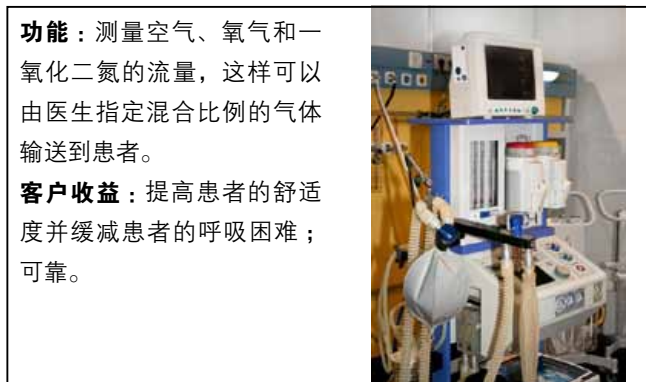 功能：测量空气、氧气和一
氧化二氮的流量，这样可以
由医生指定混合比例的气体
输送到患者。
客户收益：提高患者的舒适
度并缓减患者的呼吸困难；
可靠。